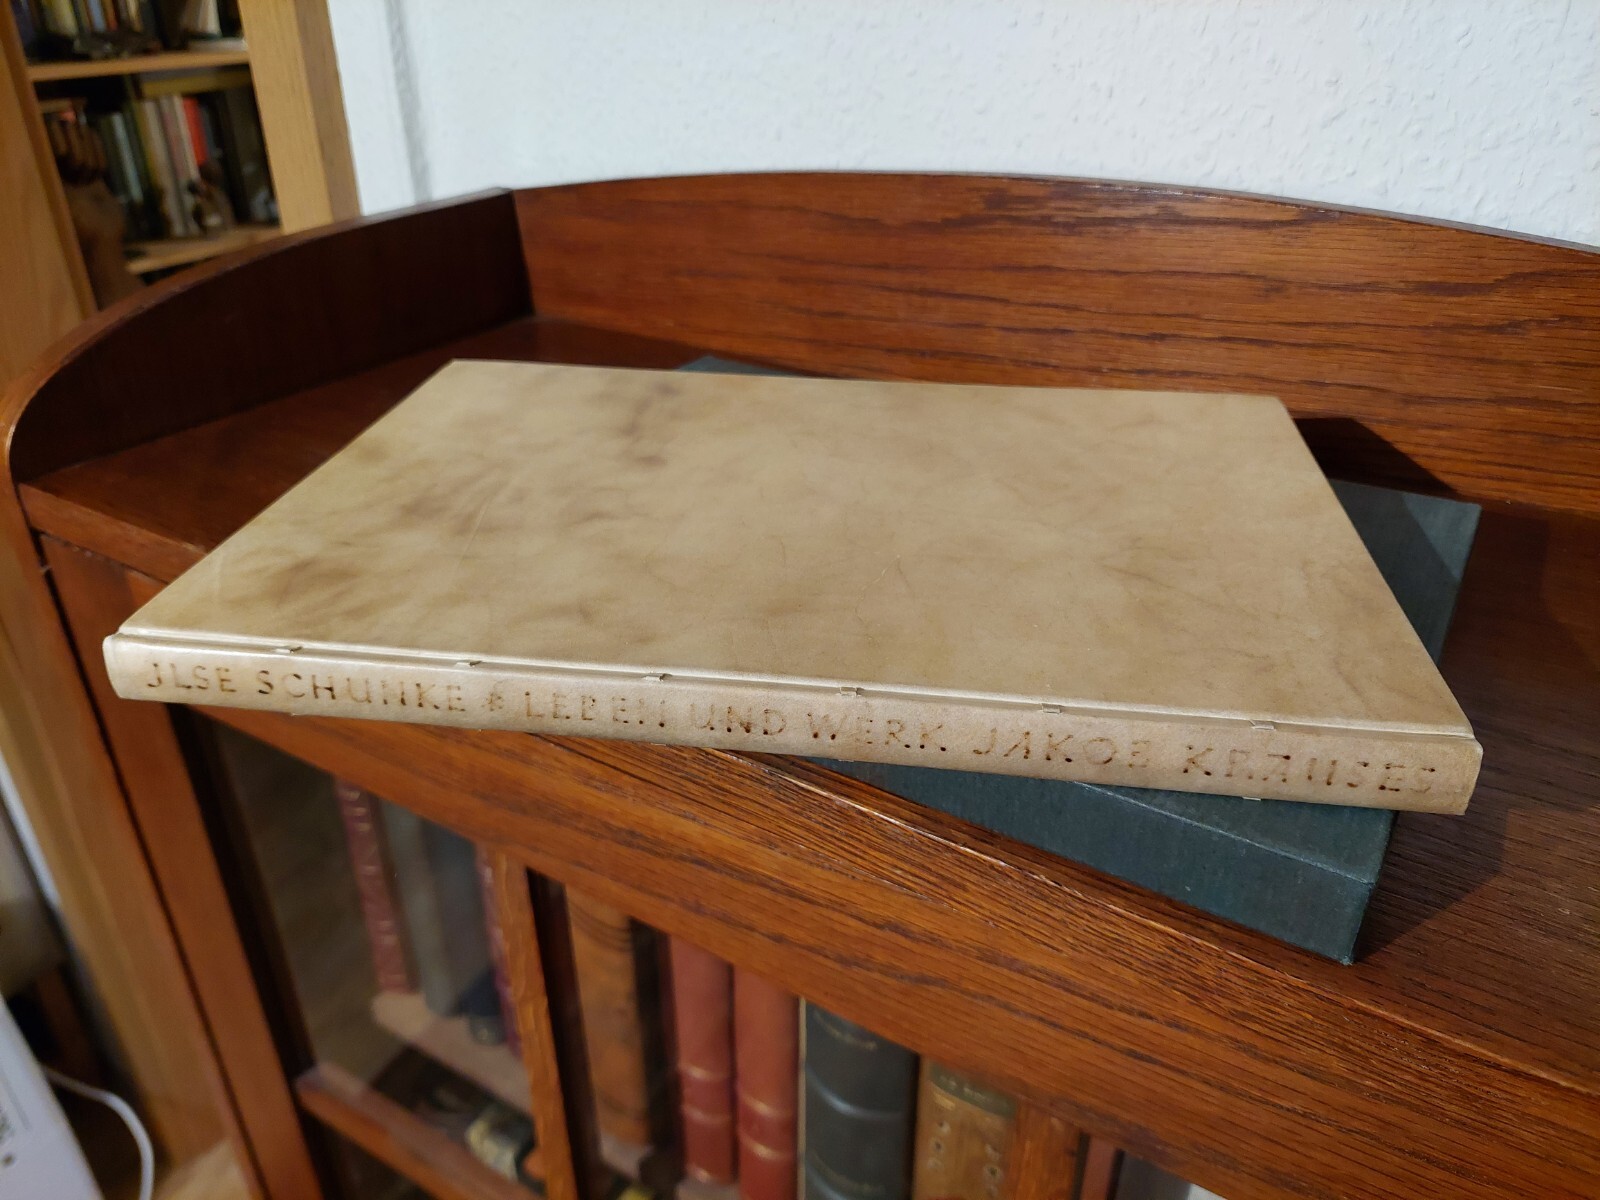 JLSE SCHUNKE * LEBEN UND WERK JAKOB KRAUSES